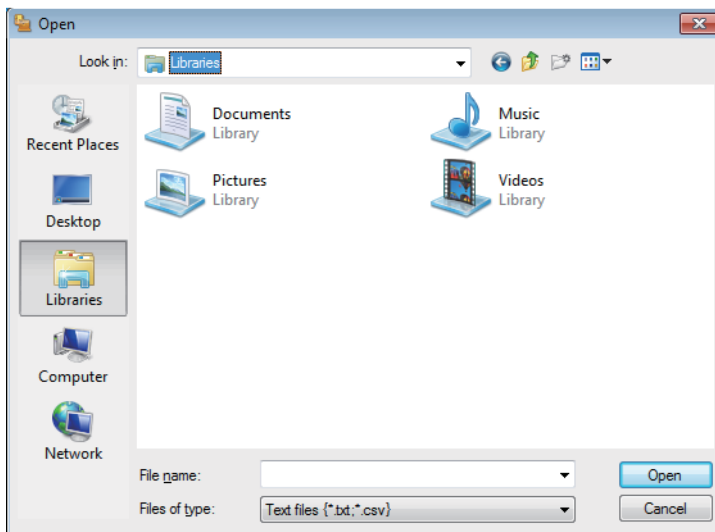 Open
Look in: Libraries
Recent Places
Desktop
Libraries
Computer
Network
Documents
Library
Music
Library
Pictures
Library
Videos
Library
File name:
Open
Files of type: Text files {*.txt;*.csv}
Cancel